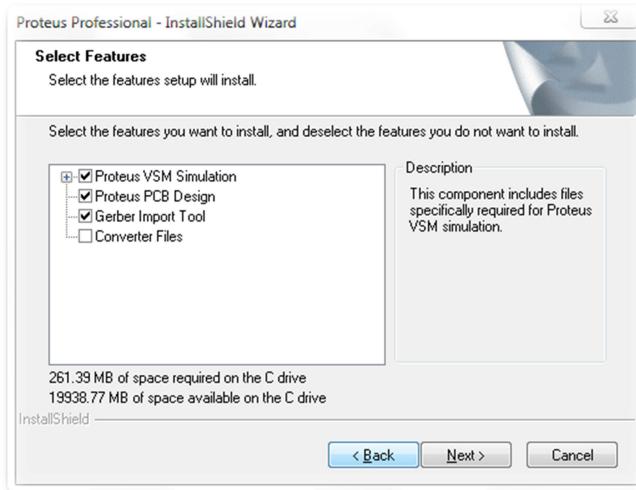 Proteus Professional - InstallShield Wizard
Select Features
Select the features setup will install.
Select the features you want to install, and deselect the features you do not want to install.
Proteus VSM Simulation
Proteus PCB Design
Gerber Import Tool
Converter Files
Description
This component includes files
specifically required for Proteus
VSM simulation.
261.39 MB of space required on the C drive
19938.77 MB of space available on the C drive
InstallShield
< Back
Next >
Cancel